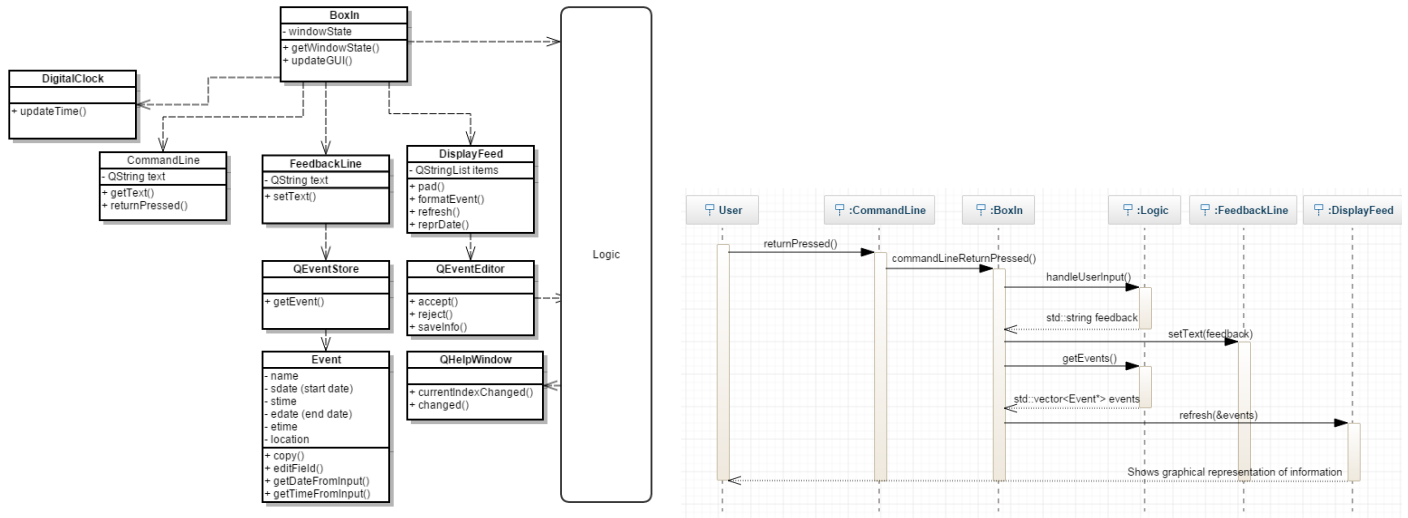 BoxIn
- windowState
+ getWindowState()
+ updateGUI()
DigitalClock
+ updateTime()
CommandLine
- QString text
+ getText()
+ returnPressed()
FeedbackLine
- QString text
+ setText()
DisplayFeed
- QStringList items
+ pad()
+ formatEvent()
+ refresh()
+ reprDate()
QEventStore
+ getEvent()
QEventEditor
+ accept()
+ reject()
+ saveInfo()
Event
- name
- sdate (start date)
- stime
- edate (end date)
- etime
- location
+ copy()
+ editField()
+ getDateFromInput()
+ getTimeFromInput()
QHelpWindow
+ currentIndexChanged()
+ changed()
Logic
User
:CommandLine
:BoxIn
:Logic
:FeedbackLine
:DisplayFeed
returnPressed()
commandLineReturnPressed()
handleUserInput()
std::string feedback
setText(feedback)
getEvents()
std::vector<Event*> events
refresh(&events)
Shows graphical representation of information